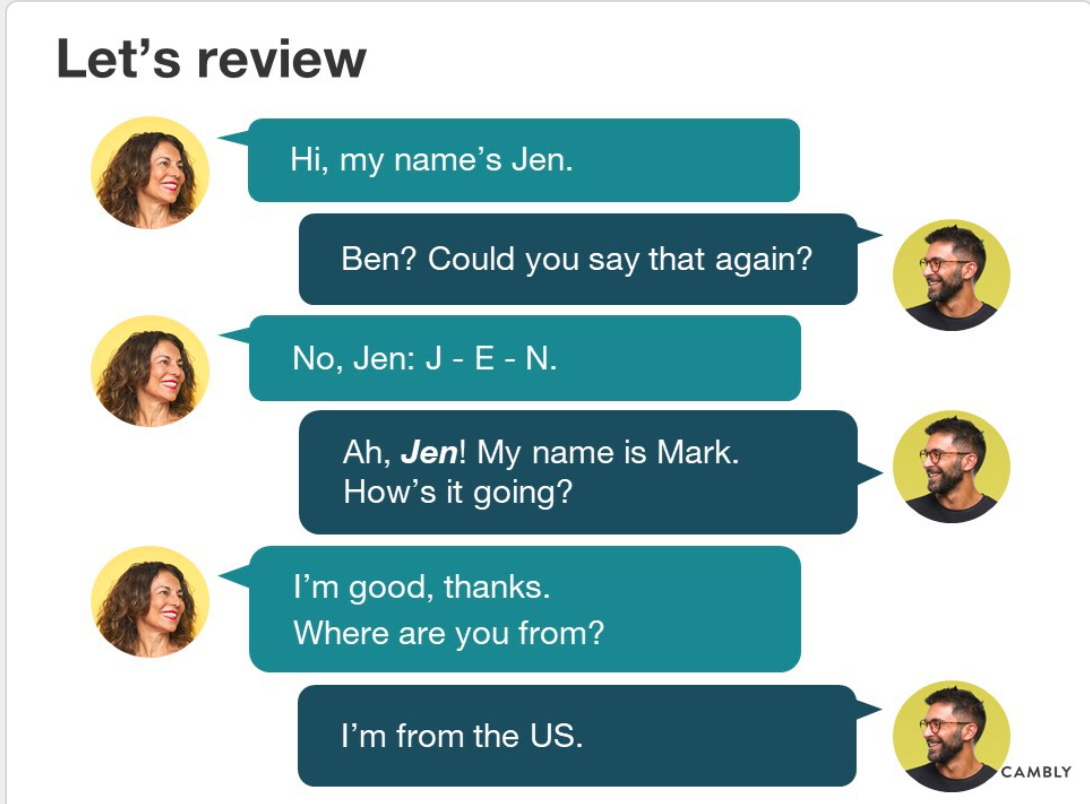 Let’s review
Hi, my name’s Jen.
Ben? Could you say that again?
No, Jen: J - E - N.
Ah, Jen! My name is Mark.
How’s it going?
I’m good, thanks.
Where are you from?
I’m from the US.
CAMBLY